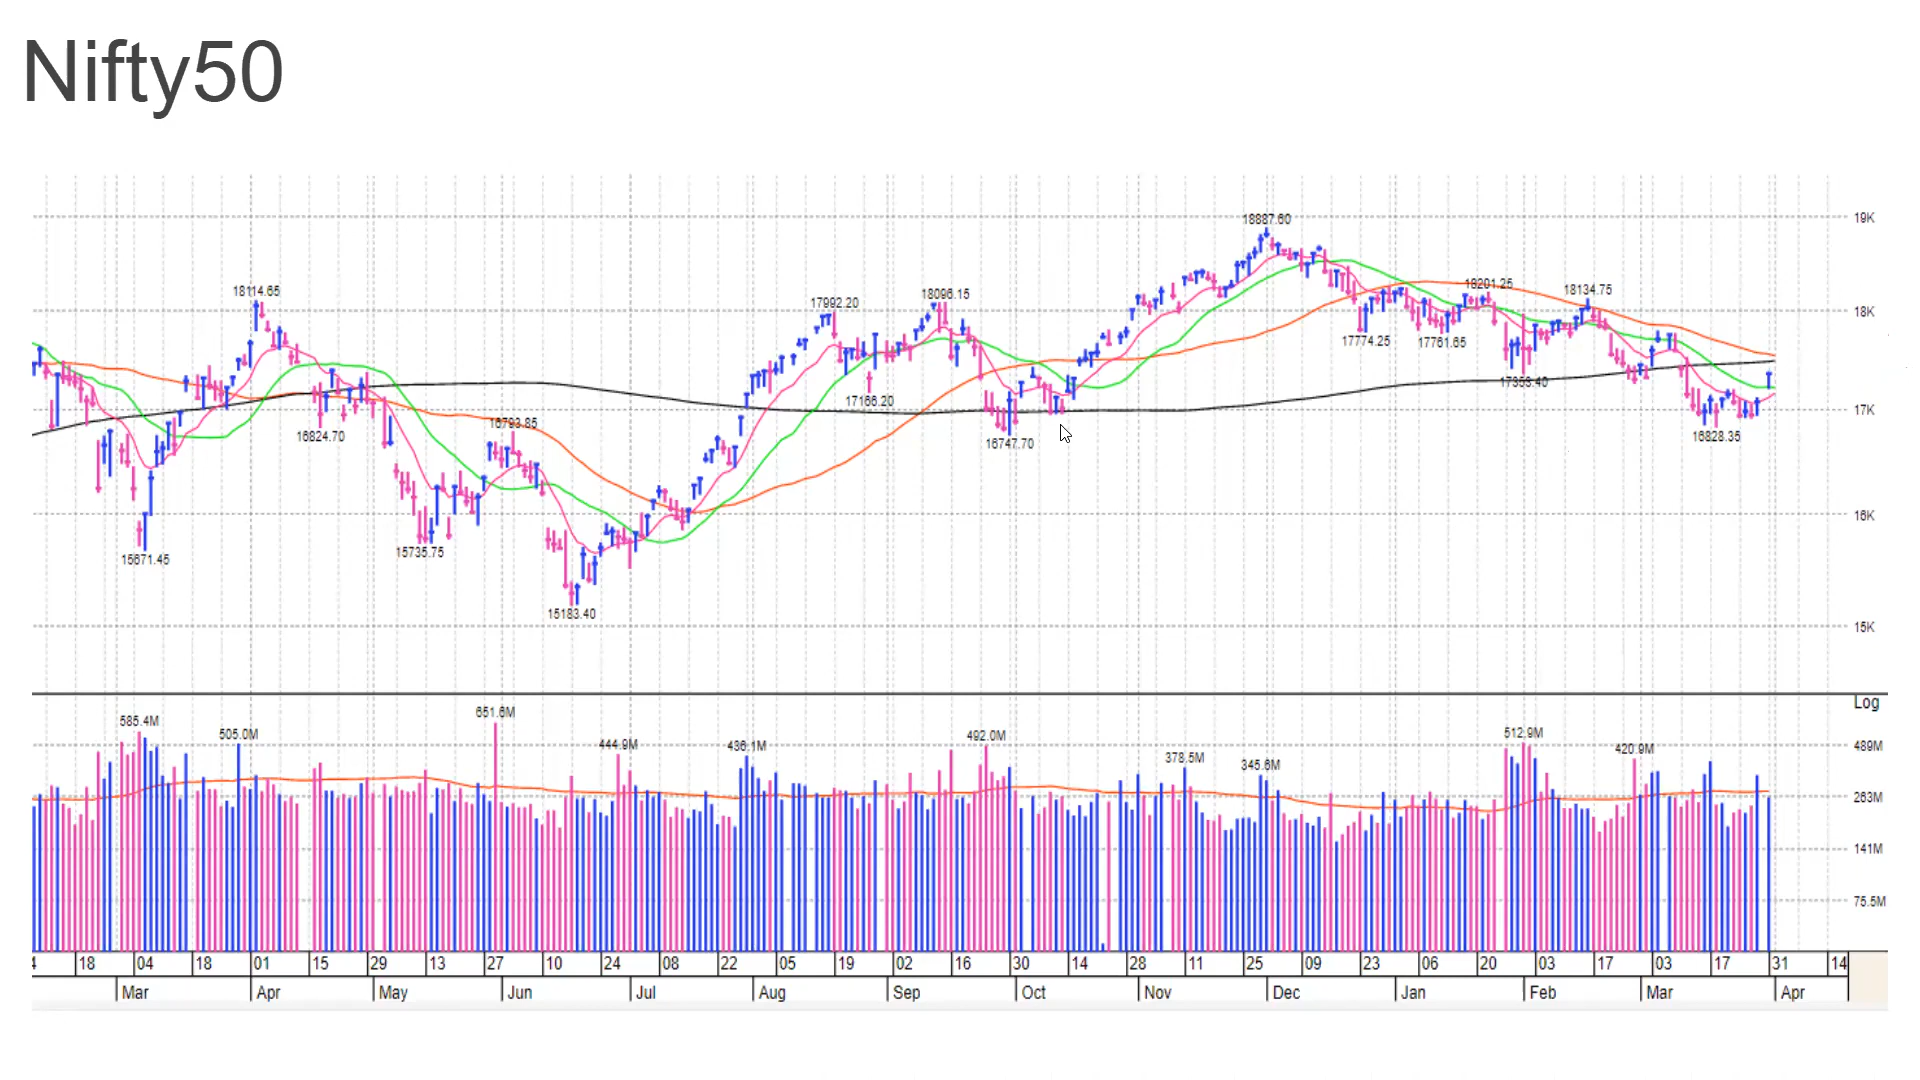 Nifty50
18887.60
19K
18114.65
17992.20
18096.15
18201.25
18134.75
18K
17774.25
17761.65
17353.40
17166.20
17K
16824.70
16793.85
16747.70
16828.35
16K
15671.45
15735.75
15183.40
15K
Log
585.4M
505.0M
651.6M
444.9M
436.1M
492.0M
378.5M
345.6M
512.9M
420.9M
489M
263M
141M
75.5M
4 18 04 18 01 15 29 13 27 10 24 08 22 05 19 02 16 30 14 28 11 25 09 23 06 20 03 17 03 17 31 14
Mar Apr May Jun Jul Aug Sep Oct Nov Dec Jan Feb Mar Apr